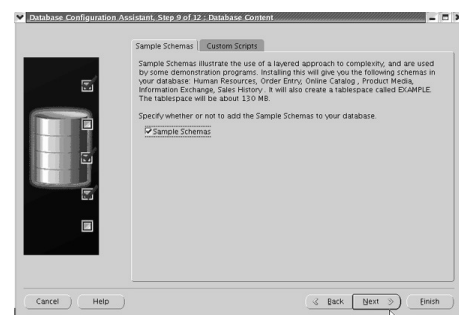 Database Configuration Assistant, Step 9 of 12 : Database Content
Sample Schemas
Custom Scripts
Sample Schemas illustrate the use of a layered approach to complexity, and are used
by some demonstration programs. Installing this will give you the following schemas in
your database: Human Resources, Order Entry, Online Catalog , Product Media,
Information Exchange, Sales History . It will also create a tablespace called EXAMPLE.
The tablespace will be about 130 MB.
Specify whether or not to add the Sample Schemas to your database.
Sample Schemas
Cancel
Help
Back
Next
Finish